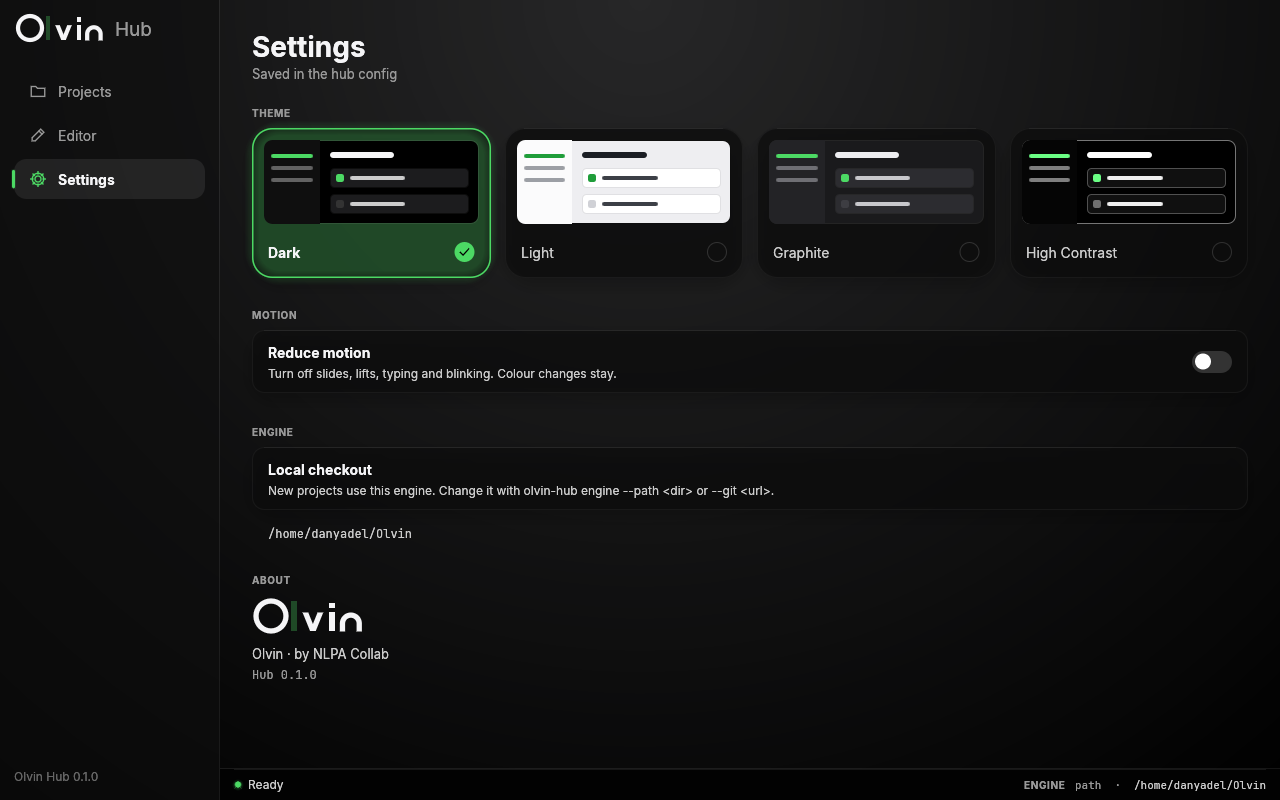 Olvin Hub
Projects
Editor
Settings
Olvin Hub 0.1.0
Settings
Saved in the hub config
THEME
Dark
Light
Graphite
High Contrast
MOTION
Reduce motion
Turn off slides, lifts, typing and blinking. Colour changes stay.
ENGINE
Local checkout
New projects use this engine. Change it with olvin-hub engine --path <dir> or --git <url>.
/home/danyadel/Olvin
ABOUT
Olvin
Olvin · by NLPA Collab
Hub 0.1.0
Ready
ENGINE path · /home/danyadel/Olvin